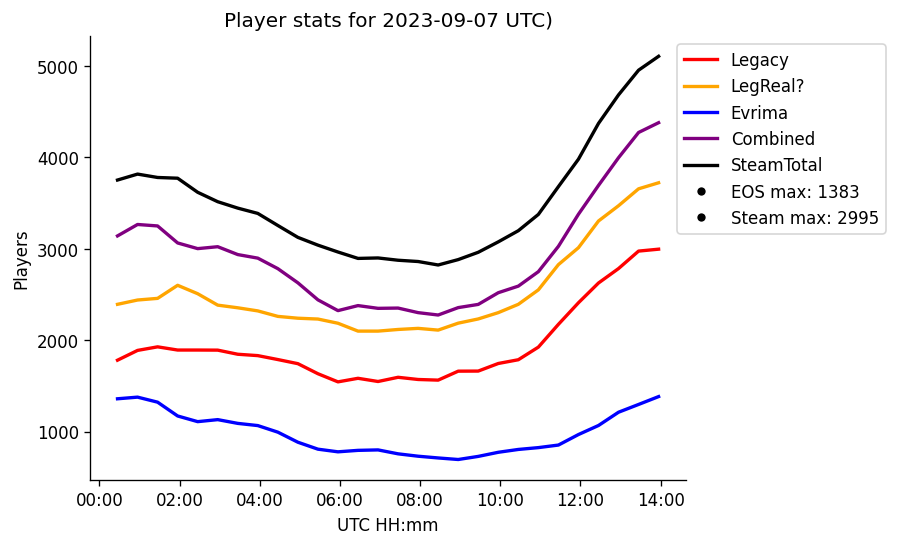 Player stats for 2023-09-07 UTC)
Players
5000
4000
3000
2000
1000
00:00 02:00 04:00 06:00 08:00 10:00 12:00 14:00
UTC HH:mm
Legacy
LegReal?
Evrima
Combined
SteamTotal
EOS max: 1383
Steam max: 2995